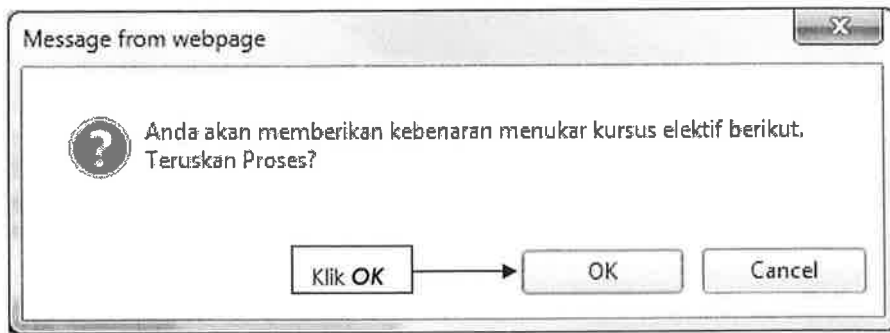 Message from webpage
X
Anda akan memberikan kebenaran menukar kursus elektif berikut.
Teruskan Proses?
Klik OK
OK
Cancel